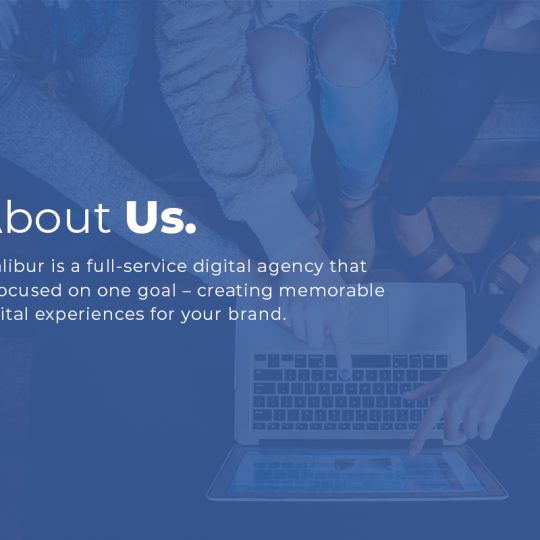 About Us.
alibur is a full-service digital agency that
focused on one goal – creating memorable
ital experiences for your brand.